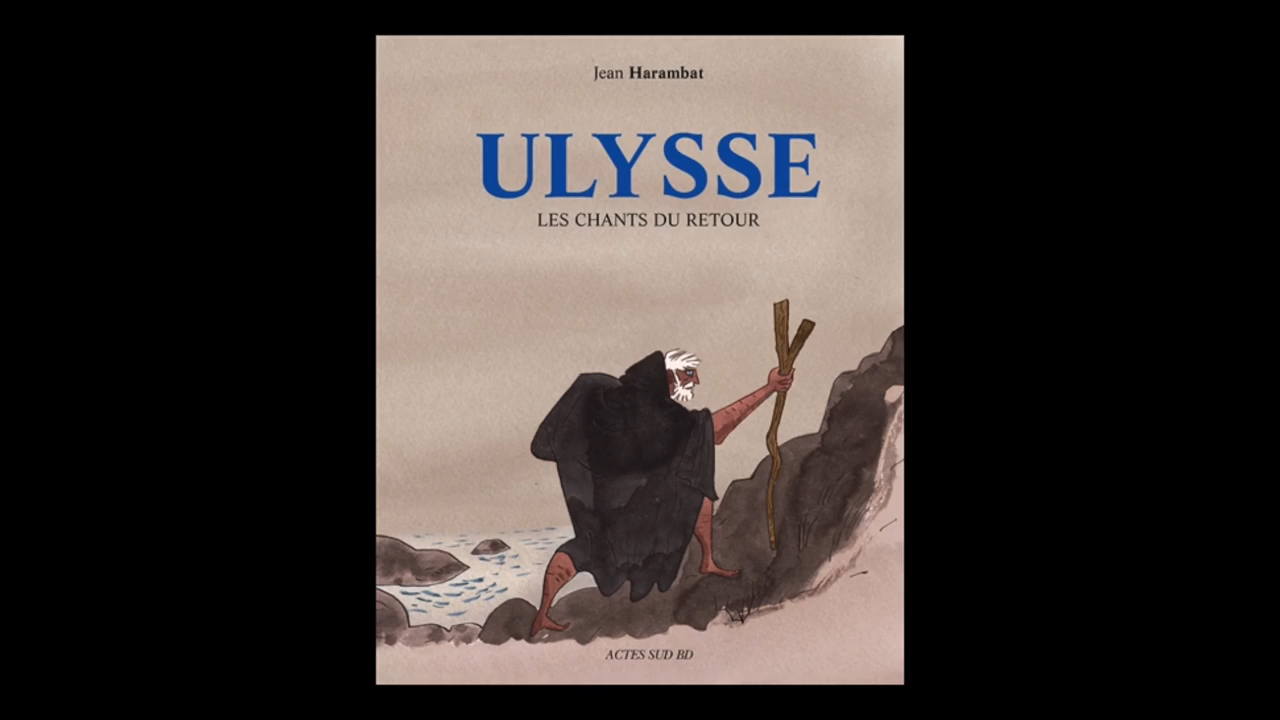 Jean Harambat
ULYSSE
LES CHANTS DU RETOUR
ACTES SUD BD